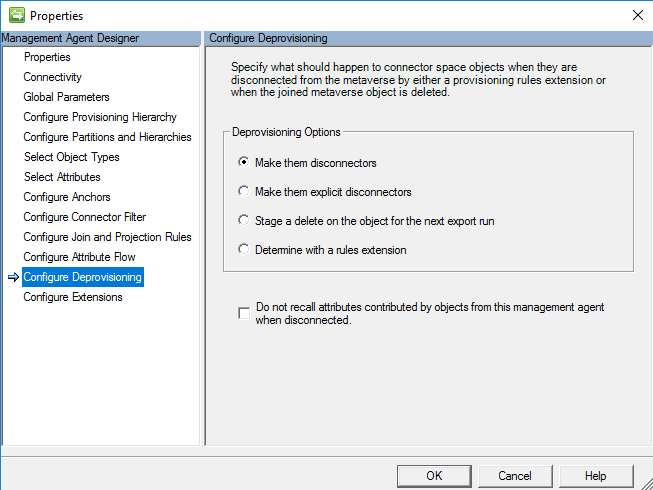 Properties
Management Agent Designer
Properties
Connectivity
Global Parameters
Configure Provisioning Hierarchy
Configure Partitions and Hierarchies
Select Object Types
Select Attributes
Configure Anchors
Configure Connector Filter
Configure Join and Projection Rules
Configure Attribute Flow
Configure Deprovisioning
Configure Extensions
Configure Deprovisioning
Specify what should happen to connector space objects when they are
disconnected from the metaverse by either a provisioning rules extension or
when the joined metaverse object is deleted.
Deprovisioning Options
Make them disconnectors
Make them explicit disconnectors
Stage a delete on the object for the next export run
Determine with a rules extension
Do not recall attributes contributed by objects from this management agent
when disconnected.
OK
Cancel
Help